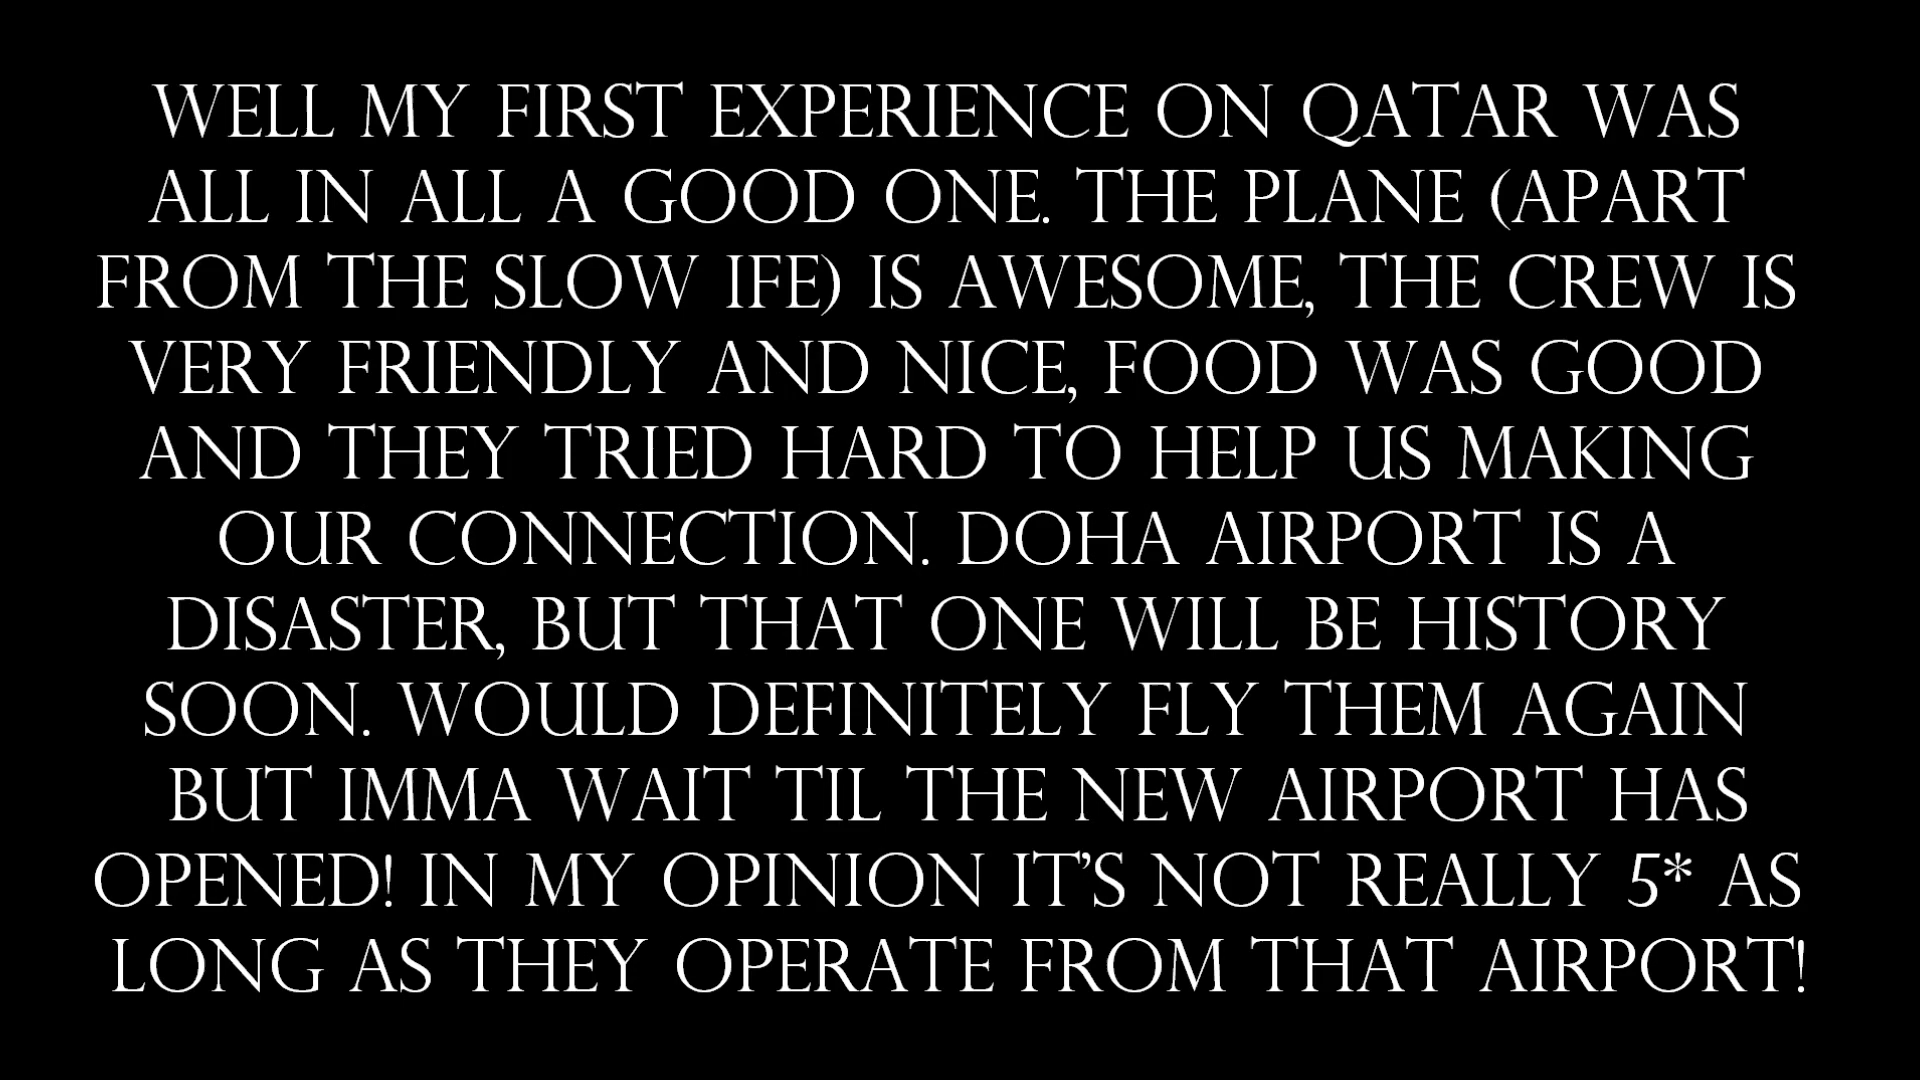 WELL MY FIRST EXPERIENCE ON QATAR WAS
ALL IN ALL A GOOD ONE. THE PLANE (APART
FROM THE SLOW IFE) IS AWESOME, THE CREW IS
VERY FRIENDLY AND NICE, FOOD WAS GOOD
AND THEY TRIED HARD TO HELP US MAKING
OUR CONNECTION. DOHA AIRPORT IS A
DISASTER, BUT THAT ONE WILL BE HISTORY
SOON. WOULD DEFINITELY FLY THEM AGAIN
BUT IMMA WAIT TIL THE NEW AIRPORT HAS
OPENED! IN MY OPINION IT'S NOT REALLY 5* AS
LONG AS THEY OPERATE FROM THAT AIRPORT!